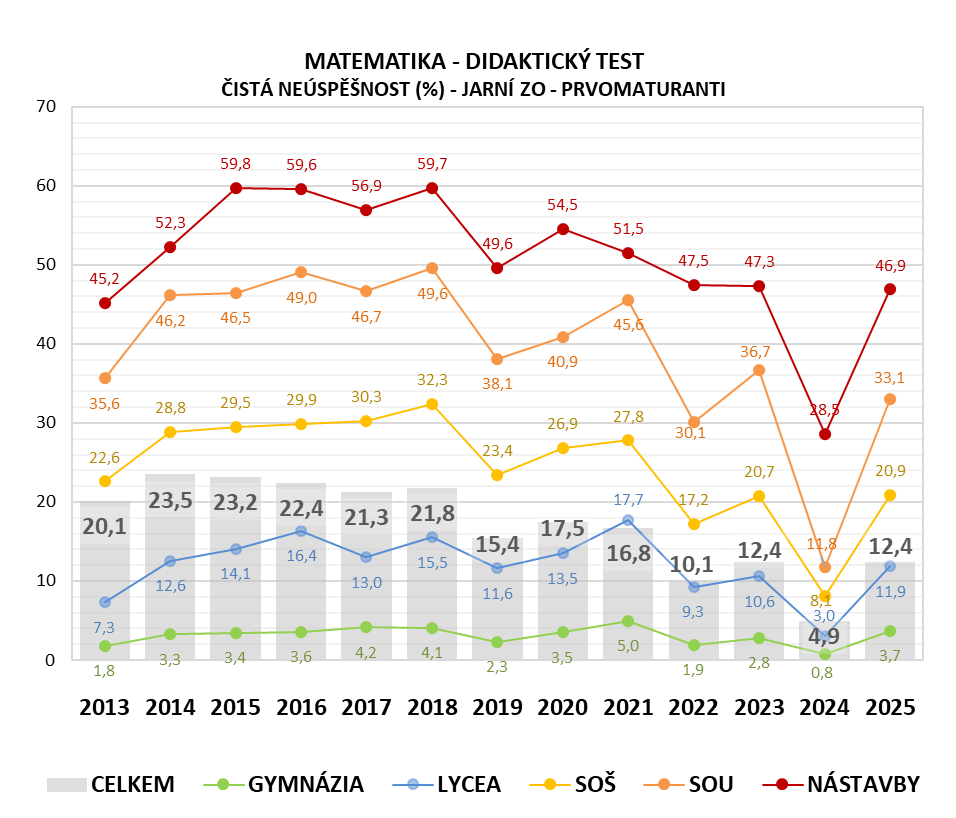 MATEMATIKA - DIDAKTICKÝ TEST
ČISTÁ NEÚSPĚŠNOST (%) - JARNÍ ZO - PRVOMATURANTI
70
60
50
40
30
20
10
0
45,2 52,3 59,8 59,6 56,9 59,7 49,6 54,5 51,5 47,5 47,3 28,5 46,9
35,6 46,2 46,5 49,0 46,7 49,6 38,1 40,9 45,6 30,1 36,7 11,8 33,1
22,6 28,8 29,5 29,9 30,3 32,3 23,4 26,9 27,8 17,2 20,7 8,1 20,9
20,1 23,5 23,2 22,4 21,3 21,8 15,4 17,5 16,8 10,1 12,4 4,9 12,4
7,3 12,6 14,1 16,4 13,0 15,5 11,6 13,5 17,7 9,3 10,6 3,0 11,9
1,8 3,3 3,4 3,6 4,2 4,1 2,3 3,5 5,0 1,9 2,8 0,8 3,7
2013 2014 2015 2016 2017 2018 2019 2020 2021 2022 2023 2024 2025
CELKEM GYMNÁZIA LYCEA SOŠ SOU NÁSTAVBY